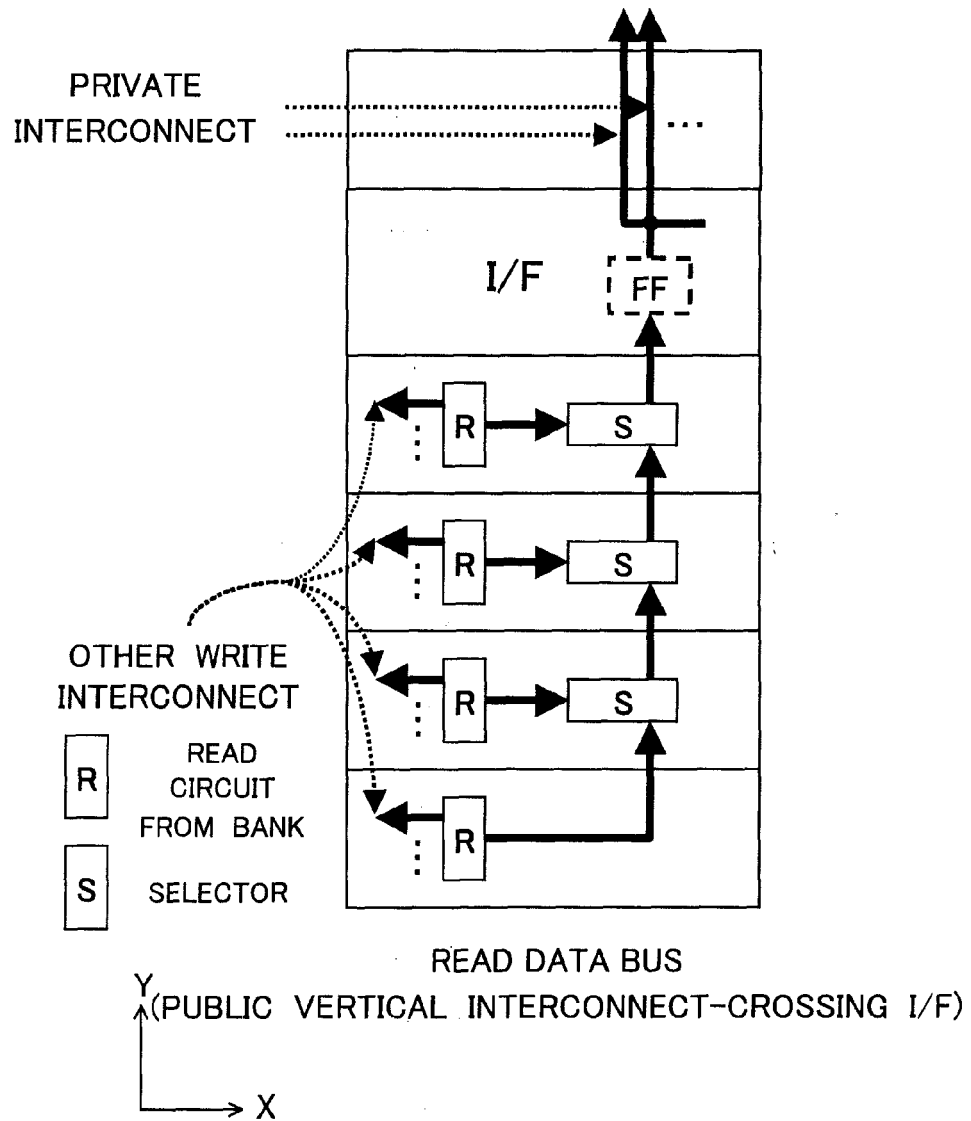 PRIVATE
INTERCONNECT
...
I/F
FF
R
S
R
S
R
S
R
OTHER WRITE
INTERCONNECT
R
READ
CIRCUIT
FROM BANK
S
SELECTOR
READ DATA BUS
(PUBLIC VERTICAL INTERCONNECT-CROSSING I/F)
Y
X